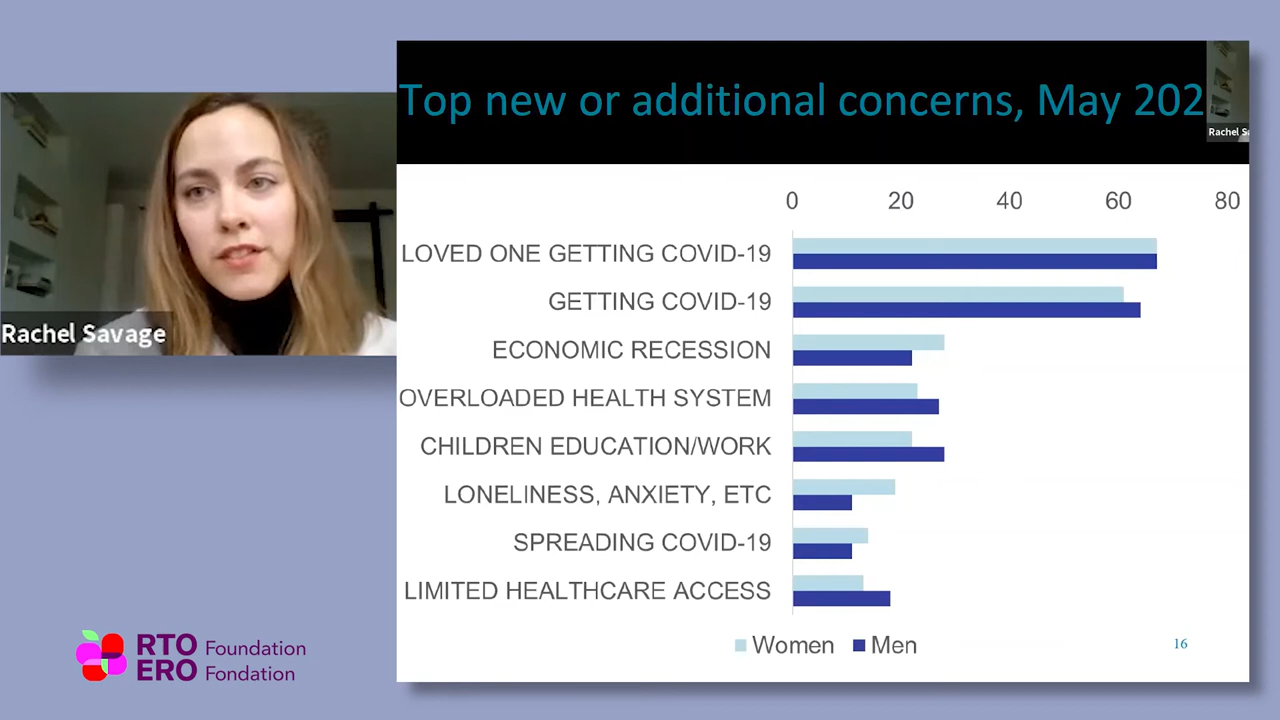 Top new or additional concerns, May 202
Rachel S
0 20 40 60 80
LOVED ONE GETTING COVID-19
GETTING COVID-19
ECONOMIC RECESSION
OVERLOADED HEALTH SYSTEM
CHILDREN EDUCATION/WORK
LONELINESS, ANXIETY, ETC
SPREADING COVID-19
LIMITED HEALTHCARE ACCESS
Women Men
16
Rachel Savage
RTO Foundation
ERO Fondation